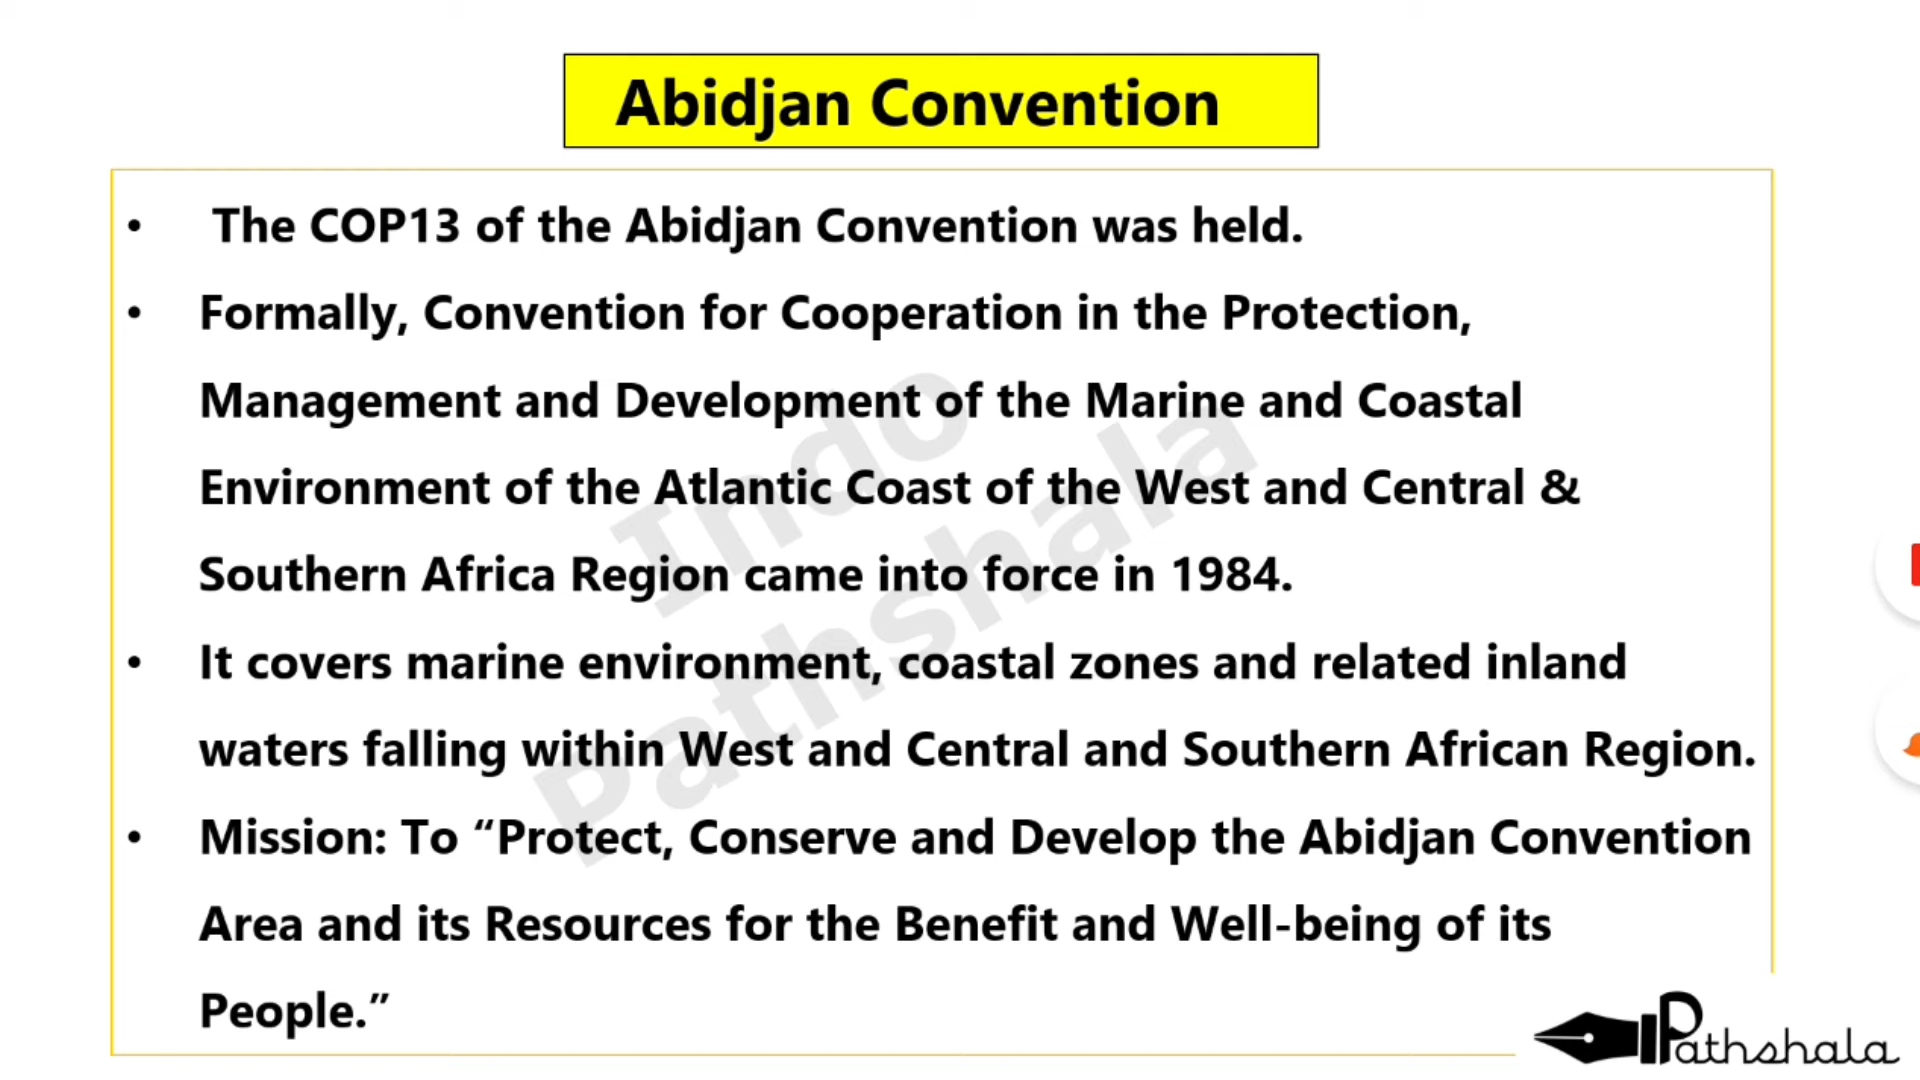 Abidjan Convention
• The COP13 of the Abidjan Convention was held.
• Formally, Convention for Cooperation in the Protection,
Management and Development of the Marine and Coastal
Environment of the Atlantic Coast of the West and Central &
Southern Africa Region came into force in 1984.
• It covers marine environment, coastal zones and related inland
waters falling within West and Central and Southern African Region.
• Mission: To “Protect, Conserve and Develop the Abidjan Convention
Area and its Resources for the Benefit and Well-being of its
People.”
Indo
Pathshala
Pathshala